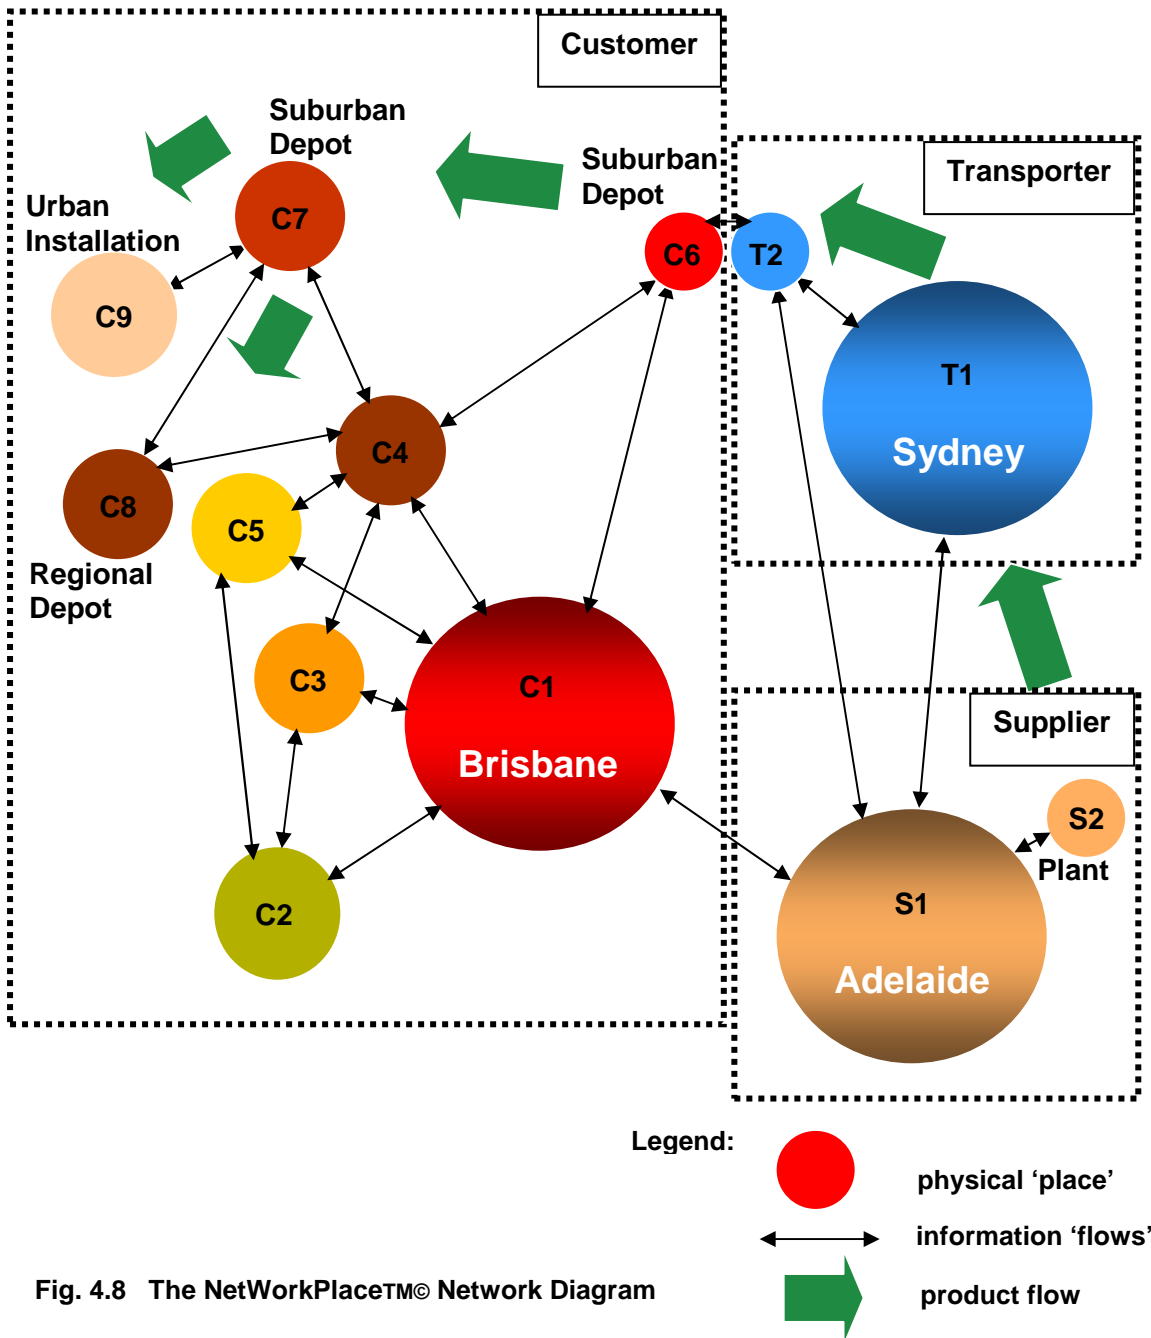 Customer
Suburban
Depot
Suburban
Depot
Transporter
Urban
Installation
C7
C6
T2
C9
T1
Sydney
C4
C8
C5
Regional
Depot
C3
C1
Brisbane
Supplier
S2
Plant
C2
S1
Adelaide
Legend:
physical ‘place’
information ‘flows’
product flow
Fig. 4.8 The NetWorkPlaceTM© Network Diagram